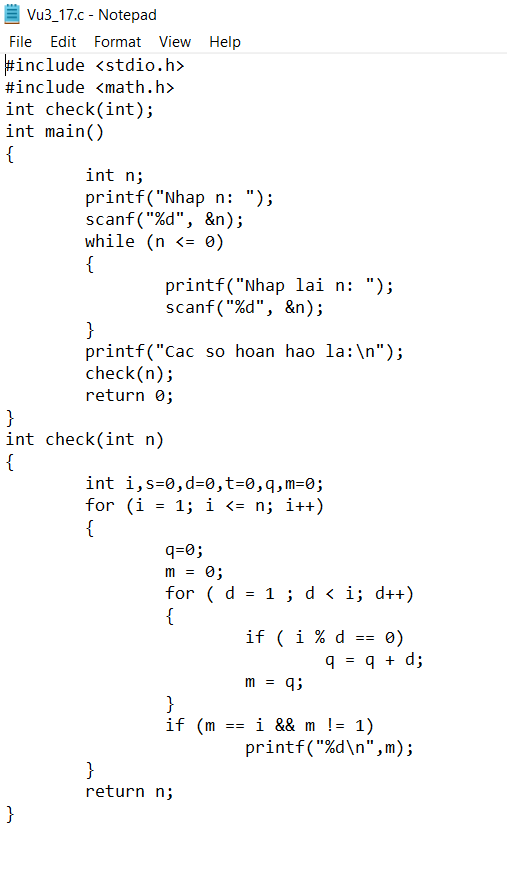 Vu3_17.c - Notepad
File Edit Format View Help
#include <stdio.h>
#include <math.h>
int check(int);
int main()
{
        int n;
        printf("Nhap n: ");
        scanf("%d", &n);
        while (n <= 0)
        {
                printf("Nhap lai n: ");
                scanf("%d", &n);
        }
        printf("Cac so hoan hao la:\n");
        check(n);
        return 0;
}
int check(int n)
{
        int i,s=0,d=0,t=0,q,m=0;
        for (i = 1; i <= n; i++)
        {
                q=0;
                m = 0;
                for ( d = 1 ; d < i; d++)
                {
                        if ( i % d == 0)
                                q = q + d;
                        m = q;
                }
                if (m == i && m != 1)
                        printf("%d\n",m);
        }
        return n;
}